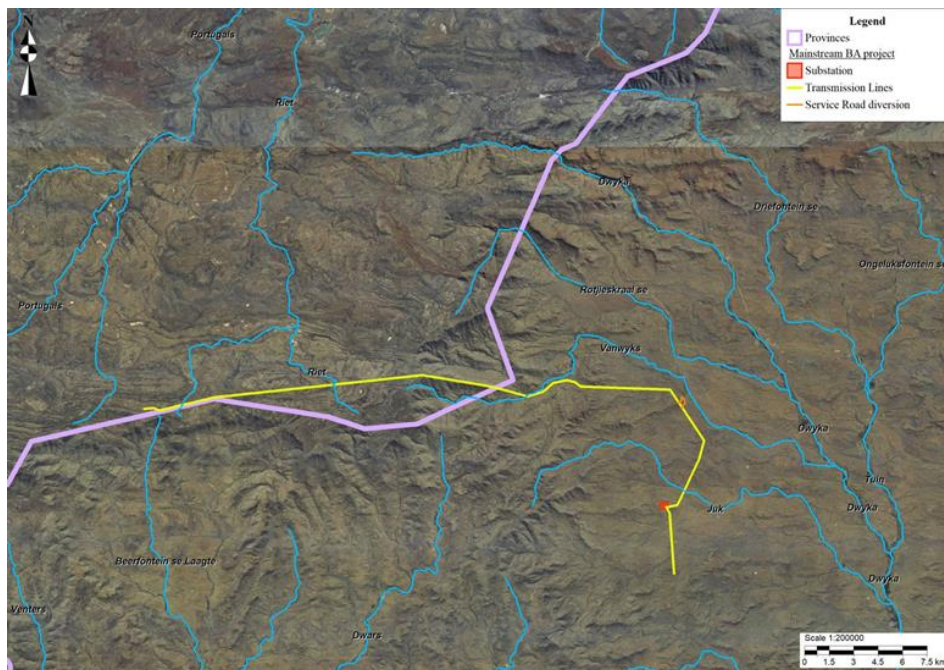 N
Legend
Provinces
Mainstream BA project
Substation
Transmission Lines
Service Road diversion
Portugals
Riet
Dwyka
Driefontein se
Ongeluksfontein se
Rotjieskraal se
Portugals
Vanwyks
Riet
Dwyka
Tuin
Dwyka
Juk
Beerfontein se Laagte
Dwyka
Venters
Dwars
Scale 1:200000
0 1.5 3 4.5 6 7.5 km